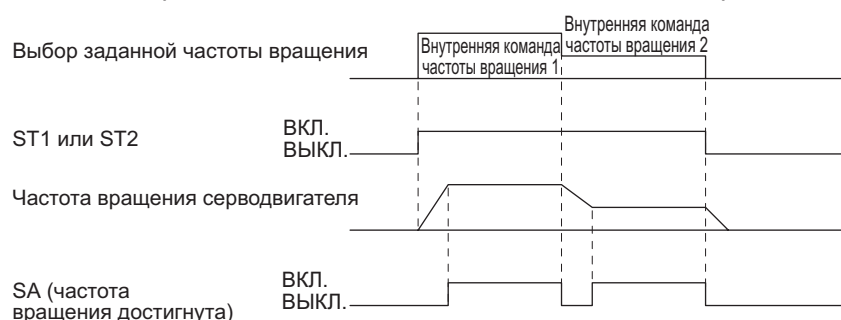 Выбор заданной частоты вращения
Внутренняя команда
частоты вращения 1
Внутренняя команда
частоты вращения 2
ST1 или ST2
ВКЛ.
ВЫКЛ.
Частота вращения серводвигателя
SA (частота
вращения достигнута)
ВКЛ.
ВЫКЛ.